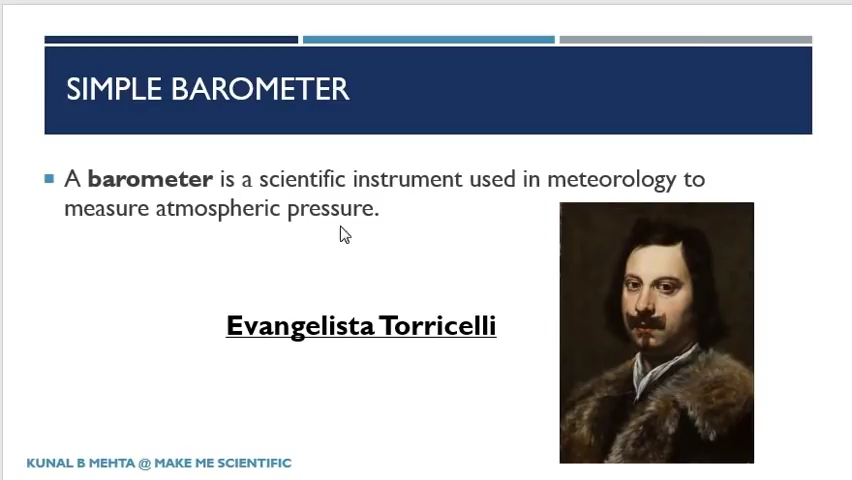 SIMPLE BAROMETER
A barometer is a scientific instrument used in meteorology to
measure atmospheric pressure.
Evangelista Torricelli
KUNAL B MEHTA @ MAKE ME SCIENTIFIC